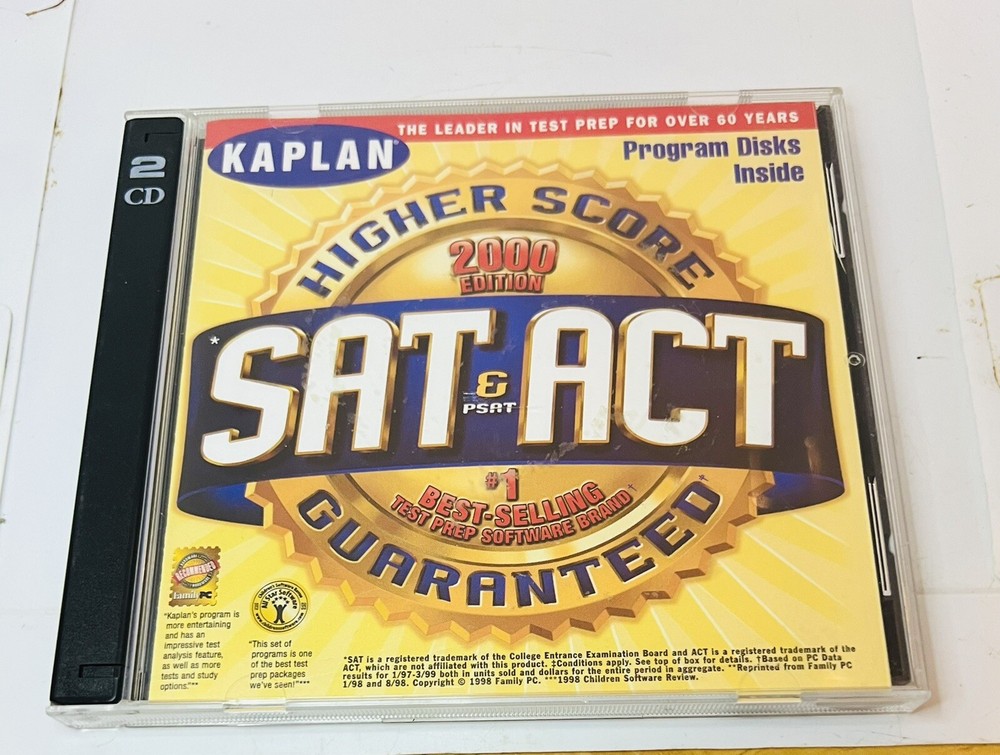 2
CD
THE LEADER IN TEST PREP FOR OVER 60 YEARS
KAPLAN®
Program Disks
Inside
HIGHER SCORE
2000
EDITION
*SAT & ACT
PSAT
#1
BEST-SELLING
TEST PREP SOFTWARE BRAND†
GUARANTEED‡
RECOMMENDED
FamilyPC
All Star Software
"Kaplan's program is
more entertaining
and has an
impressive test
analysis feature,
as well as more
tests and study
options."**
"This set of
programs is one
of the best test
prep packages
we've seen!"***
*SAT is a registered trademark of the College Entrance Examination Board and ACT is a registered trademark of the
ACT, which are not affiliated with this product. ‡Conditions apply. See top of box for details. †Based on PC Data
results for 1/97-3/99 both in units sold and dollars for the entire period in aggregate. **Reprinted from Family PC
1/98 and 8/98. Copyright © 1998 Family PC. ***1998 Children Software Review.